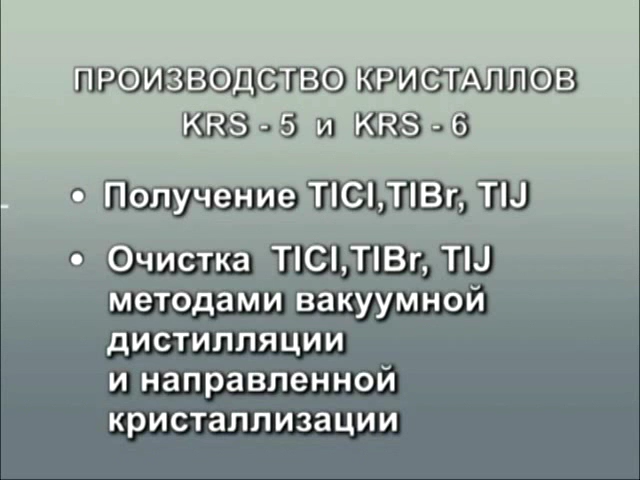 ПРОИЗВОДСТВО КРИСТАЛЛОВ
KRS - 5 и KRS - 6
• Получение TlCl,TlBr, TlJ
• Очистка TlCl,TlBr, TlJ
методами вакуумной
дистилляции
и направленной
кристаллизации